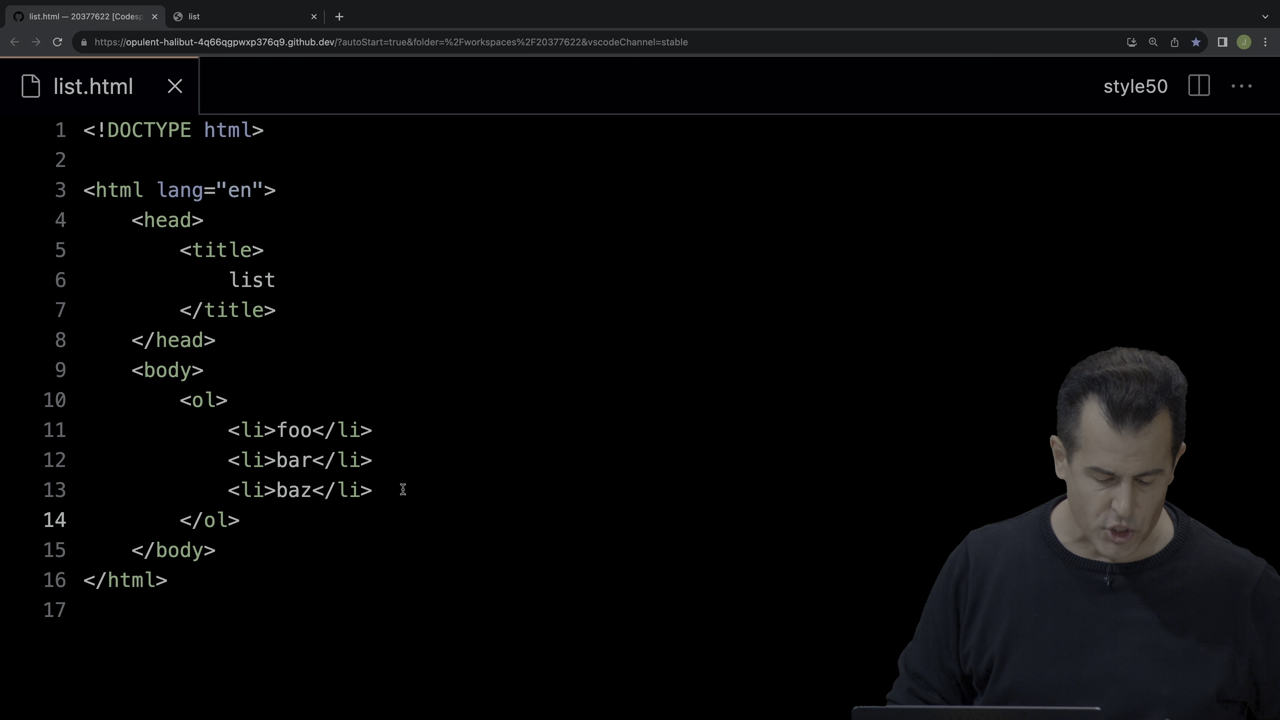 list.html — 20377622 [Codesp
list
https://opulent-halibut-4q66qgpwxp376q9.github.dev/?autoStart=true&folder=%2Fworkspaces%2F20377622&vscodeChannel=stable
J
list.html
style50
1 <!DOCTYPE html>
2
3 <html lang="en">
4 <head>
5 <title>
6 list
7 </title>
8 </head>
9 <body>
10 <ol>
11 <li>foo</li>
12 <li>bar</li>
13 <li>baz</li>
14 </ol>
15 </body>
16 </html>
17